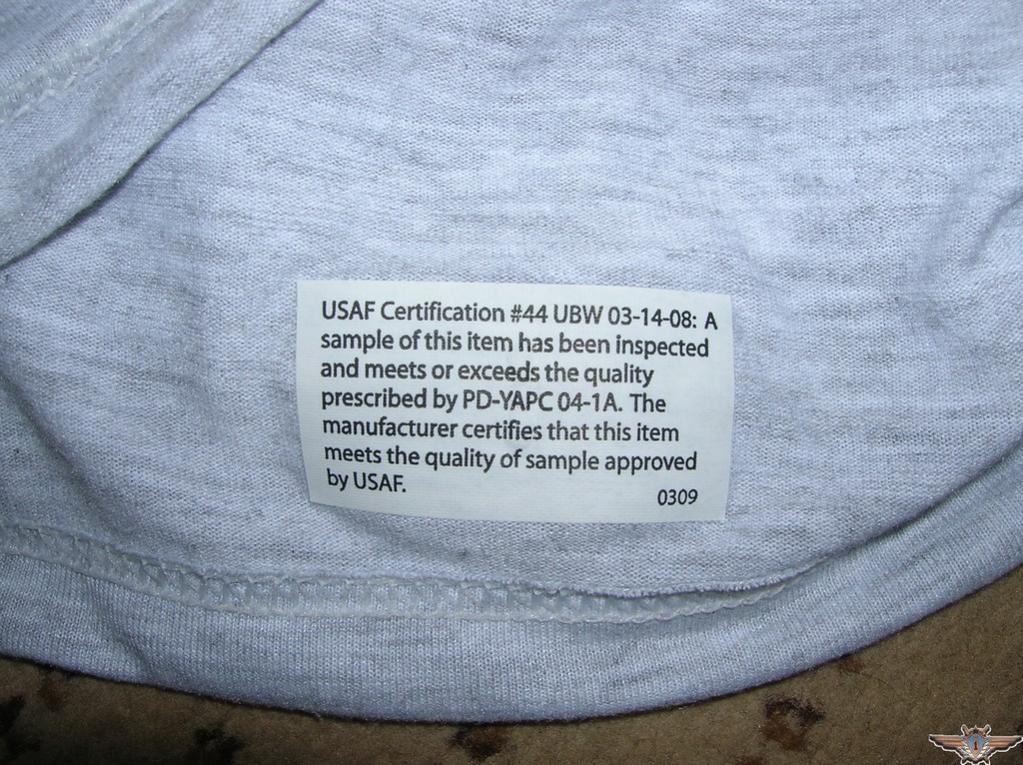 USAF Certification #44 UBW 03-14-08: A
sample of this item has been inspected
and meets or exceeds the quality
prescribed by PD-YAPC 04-1A. The
manufacturer certifies that this item
meets the quality of sample approved
by USAF.
0309